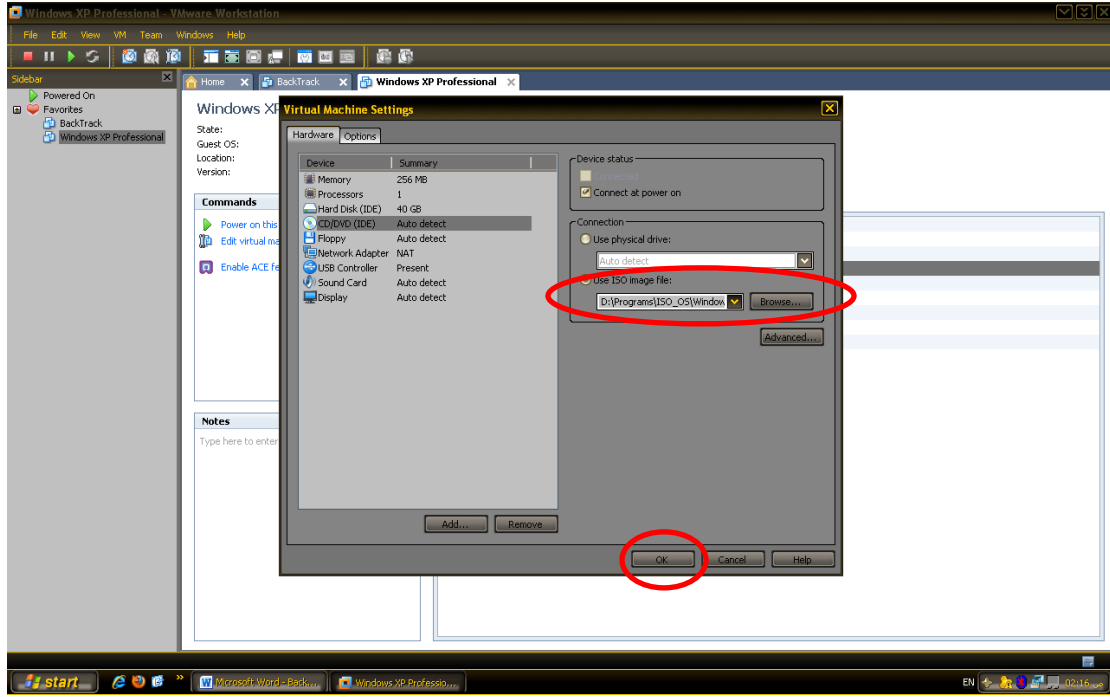 Windows XP Professional - VMware Workstation
File Edit View VM Team Windows Help
Sidebar
Powered On
Favorites
BackTrack
Windows XP Professional
Home BackTrack Windows XP Professional
Windows XP
State:
Guest OS:
Location:
Version:
Commands
Power on this
Edit virtual ma
Enable ACE fe
Notes
Type here to enter
Virtual Machine Settings
Hardware Options
Device Summary
Memory 256 MB
Processors 1
Hard Disk (IDE) 40 GB
CD/DVD (IDE) Auto detect
Floppy Auto detect
Network Adapter NAT
USB Controller Present
Sound Card Auto detect
Display Auto detect
Add... Remove
Device status
Connected
Connect at power on
Connection
Use physical drive:
Auto detect
Use ISO image file:
D:\Programs\ISO_OS\Window Browse...
Advanced...
OK Cancel Help
start Microsoft Word - Back... Windows XP Professio... EN 02:16